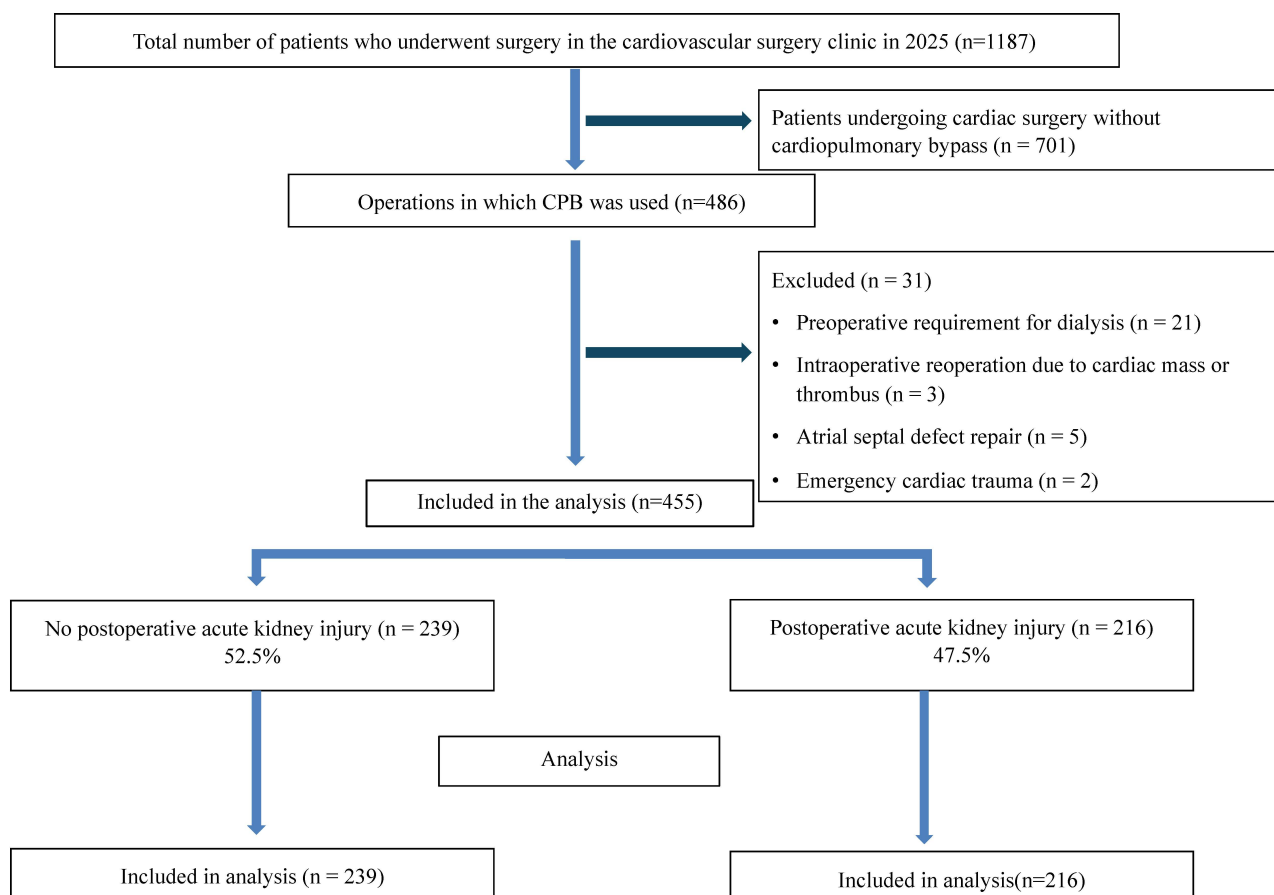 Total number of patients who underwent surgery in the cardiovascular surgery clinic in 2025 (n=1187)
Patients undergoing cardiac surgery without
cardiopulmonary bypass (n = 701)
Operations in which CPB was used (n=486)
Excluded (n = 31)
• Preoperative requirement for dialysis (n = 21)
• Intraoperative reoperation due to cardiac mass or
thrombus (n = 3)
• Atrial septal defect repair (n = 5)
• Emergency cardiac trauma (n = 2)
Included in the analysis (n=455)
No postoperative acute kidney injury (n = 239)
52.5%
Postoperative acute kidney injury (n = 216)
47.5%
Analysis
Included in analysis (n = 239)
Included in analysis(n=216)